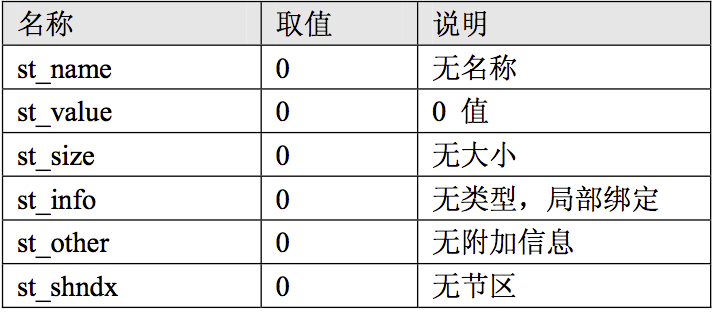 名称 取值 说明
st_name 0 无名称
st_value 0 0 值
st_size 0 无大小
st_info 0 无类型，局部绑定
st_other 0 无附加信息
st_shndx 0 无节区